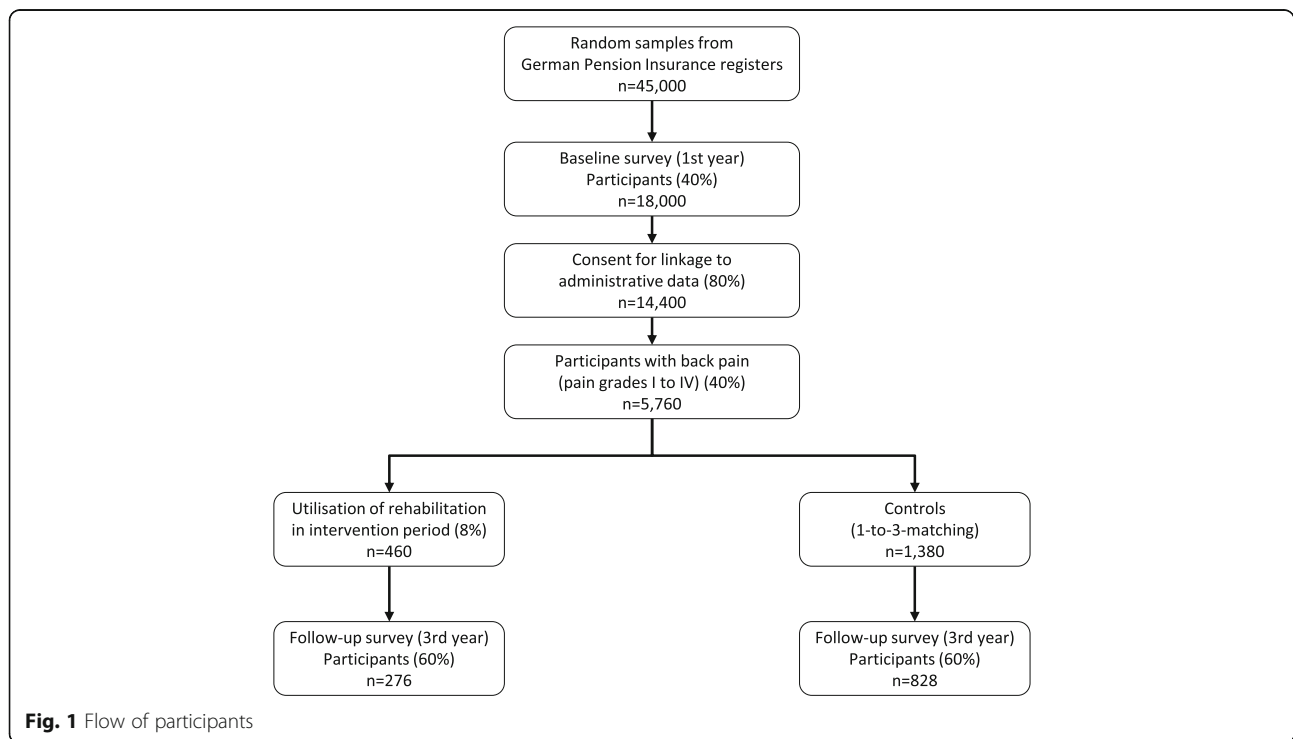 Random samples from
German Pension Insurance registers
n=45,000
Baseline survey (1st year)
Participants (40%)
n=18,000
Consent for linkage to
administrative data (80%)
n=14,400
Participants with back pain
(pain grades I to IV) (40%)
n=5,760
Utilisation of rehabilitation
in intervention period (8%)
n=460
Controls
(1-to-3-matching)
n=1,380
Follow-up survey (3rd year)
Participants (60%)
n=276
Follow-up survey (3rd year)
Participants (60%)
n=828
Fig. 1 Flow of participants